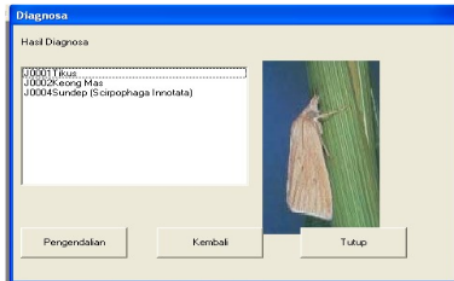 Diagnosa
Hasil Diagnosa
J0001Tikus
J0002Keong Mas
J0004Sundep (Scirpophaga Innotata)
Pengendalian
Kembali
Tutup